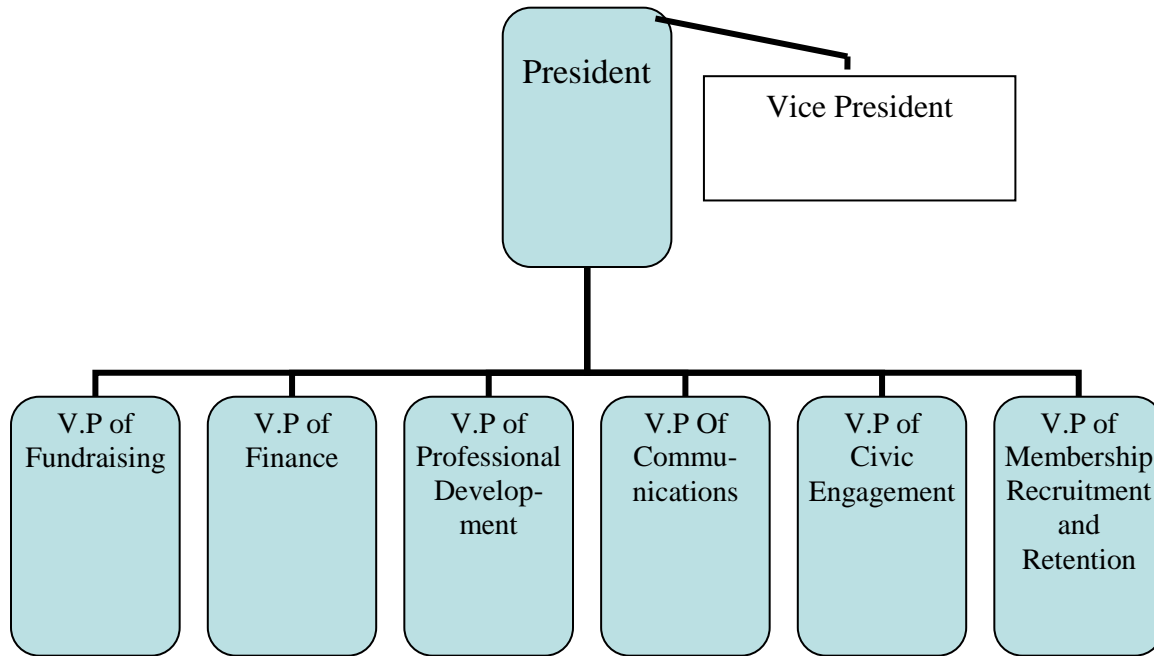 President
Vice President
V.P of
Fundraising
V.P of
Finance
V.P of
Professional
Develop-
ment
V.P Of
Commu-
nications
V.P of
Civic
Engagement
V.P of
Membership
Recruitment
and
Retention